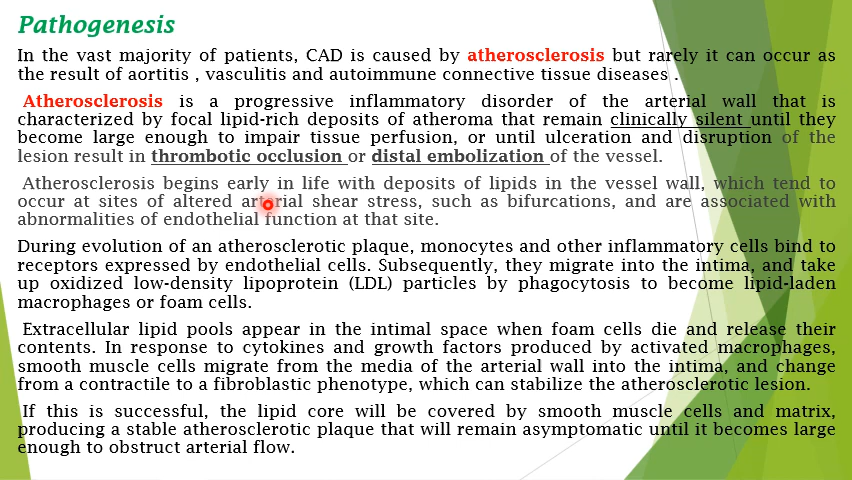 Pathogenesis
In the vast majority of patients, CAD is caused by atherosclerosis but rarely it can occur as
the result of aortitis , vasculitis and autoimmune connective tissue diseases .
Atherosclerosis is a progressive inflammatory disorder of the arterial wall that is
characterized by focal lipid-rich deposits of atheroma that remain clinically silent until they
become large enough to impair tissue perfusion, or until ulceration and disruption of the
lesion result in thrombotic occlusion or distal embolization of the vessel.
Atherosclerosis begins early in life with deposits of lipids in the vessel wall, which tend to
occur at sites of altered arterial shear stress, such as bifurcations, and are associated with
abnormalities of endothelial function at that site.
During evolution of an atherosclerotic plaque, monocytes and other inflammatory cells bind to
receptors expressed by endothelial cells. Subsequently, they migrate into the intima, and take
up oxidized low-density lipoprotein (LDL) particles by phagocytosis to become lipid-laden
macrophages or foam cells.
Extracellular lipid pools appear in the intimal space when foam cells die and release their
contents. In response to cytokines and growth factors produced by activated macrophages,
smooth muscle cells migrate from the media of the arterial wall into the intima, and change
from a contractile to a fibroblastic phenotype, which can stabilize the atherosclerotic lesion.
If this is successful, the lipid core will be covered by smooth muscle cells and matrix,
producing a stable atherosclerotic plaque that will remain asymptomatic until it becomes large
enough to obstruct arterial flow.